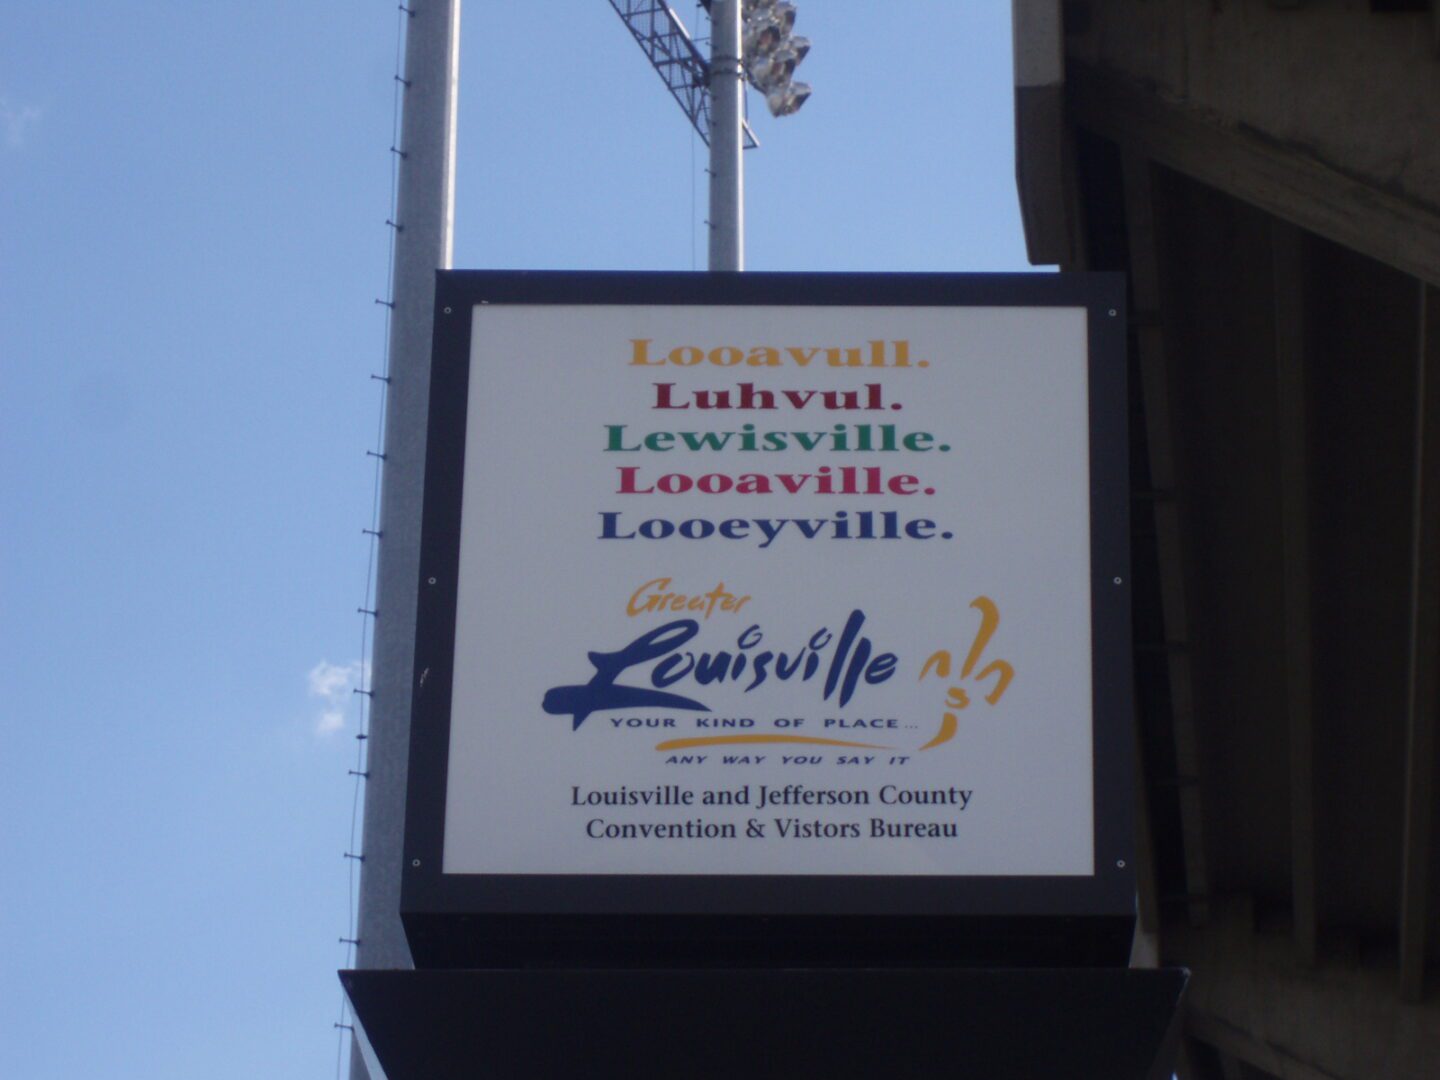 Looavull.
Luhvul.
Lewisville.
Looaville.
Looeyville.
Greater
Louisville
YOUR KIND OF PLACE...
ANY WAY YOU SAY IT
Louisville and Jefferson County
Convention & Vistors Bureau